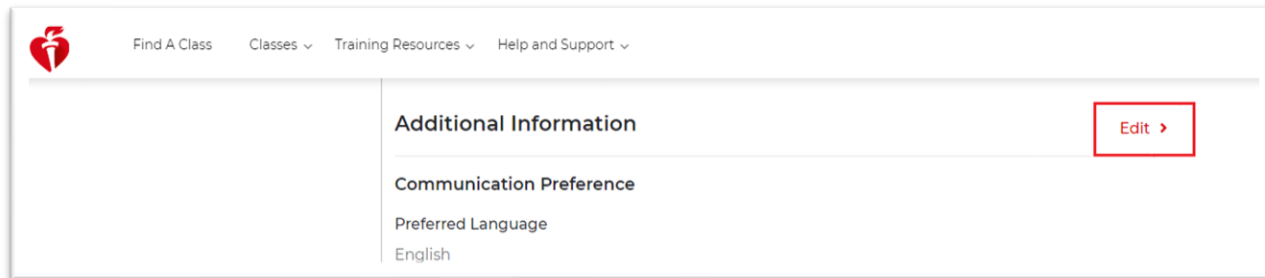 Find A Class Classes Training Resources Help and Support
Additional Information
Edit
Communication Preference
Preferred Language
English